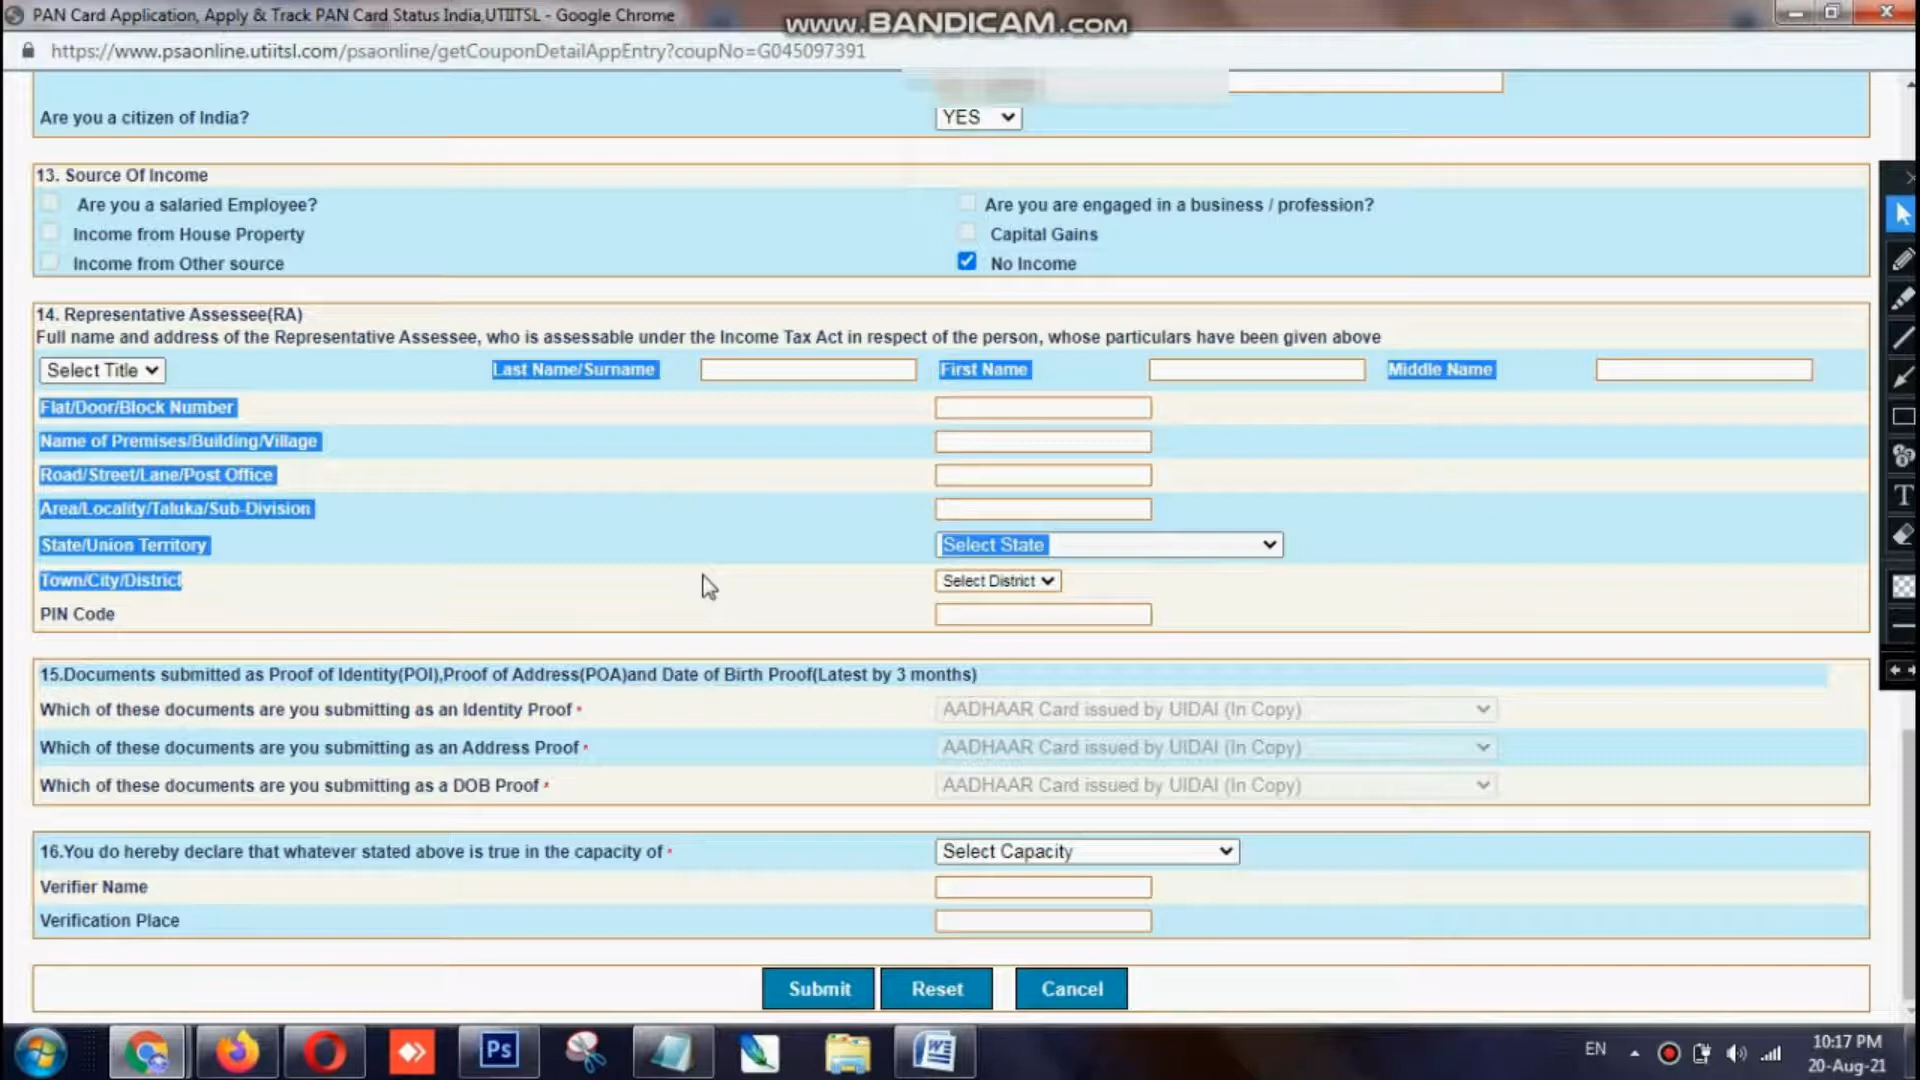 PAN Card Application, Apply & Track PAN Card Status India,UTIITSL - Google Chrome
www.BANDICAM.com
https://www.psaonline.utiitsl.com/psaonline/getCouponDetailAppEntry?coupNo=G045097391
Are you a citizen of India? YES
13. Source Of Income
Are you a salaried Employee? Are you are engaged in a business / profession?
Income from House Property Capital Gains
Income from Other source No Income
14. Representative Assessee(RA)
Full name and address of the Representative Assessee, who is assessable under the Income Tax Act in respect of the person, whose particulars have been given above
Select Title Last Name/Surname First Name Middle Name
Flat/Door/Block Number
Name of Premises/Building/Village
Road/Street/Lane/Post Office
Area/Locality/Taluka/Sub-Division
State/Union Territory Select State
Town/City/District Select District
PIN Code
15.Documents submitted as Proof of Identity(POI),Proof of Address(POA)and Date of Birth Proof(Latest by 3 months)
Which of these documents are you submitting as an Identity Proof * AADHAAR Card issued by UIDAI (In Copy)
Which of these documents are you submitting as an Address Proof * AADHAAR Card issued by UIDAI (In Copy)
Which of these documents are you submitting as a DOB Proof * AADHAAR Card issued by UIDAI (In Copy)
16.You do hereby declare that whatever stated above is true in the capacity of * Select Capacity
Verifier Name
Verification Place
Submit Reset Cancel
Ps
EN
10:17 PM
20-Aug-21